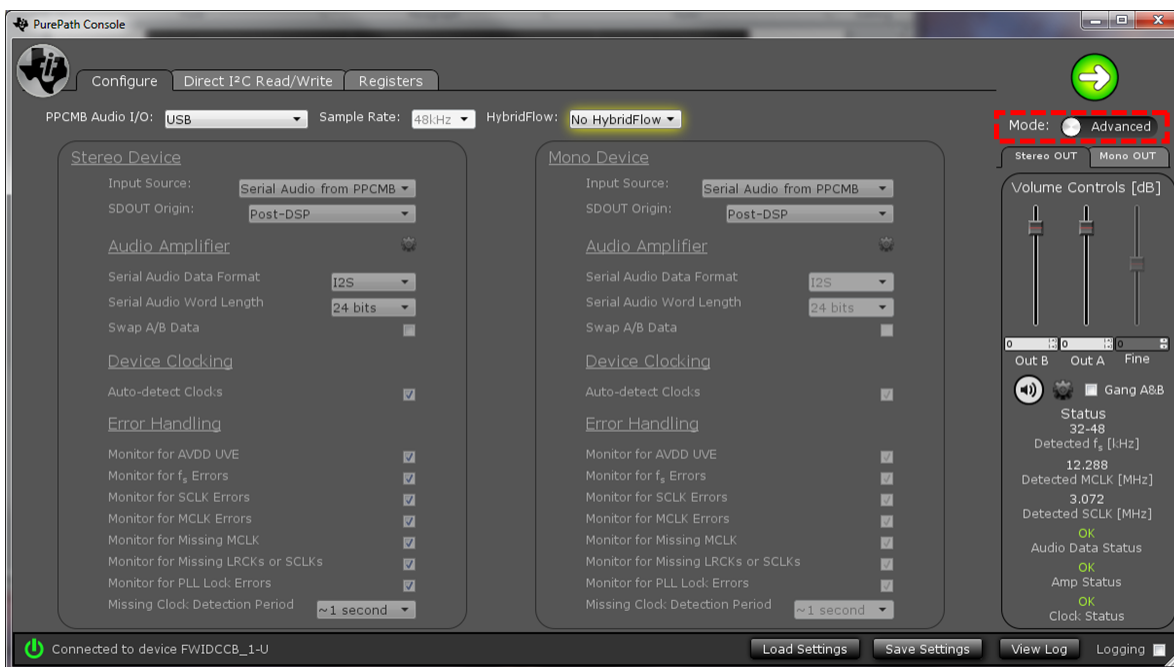 PurePath Console
Configure
Direct I²C Read/Write
Registers
PPCMB Audio I/O:
USB
Sample Rate:
48kHz
HybridFlow:
No HybridFlow
Mode:
Advanced
Stereo OUT
Mono OUT
Stereo Device
Input Source:
Serial Audio from PPCMB
SDOUT Origin:
Post-DSP
Audio Amplifier
Serial Audio Data Format
I2S
Serial Audio Word Length
24 bits
Swap A/B Data
Device Clocking
Auto-detect Clocks
Error Handling
Monitor for AVDD UVE
Monitor for fs Errors
Monitor for SCLK Errors
Monitor for MCLK Errors
Monitor for Missing MCLK
Monitor for Missing LRCKs or SCLKs
Monitor for PLL Lock Errors
Missing Clock Detection Period
~1 second
Mono Device
Input Source:
Serial Audio from PPCMB
SDOUT Origin:
Post-DSP
Audio Amplifier
Serial Audio Data Format
I2S
Serial Audio Word Length
24 bits
Swap A/B Data
Device Clocking
Auto-detect Clocks
Error Handling
Monitor for AVDD UVE
Monitor for fs Errors
Monitor for SCLK Errors
Monitor for MCLK Errors
Monitor for Missing MCLK
Monitor for Missing LRCKs or SCLKs
Monitor for PLL Lock Errors
Missing Clock Detection Period
~1 second
Volume Controls [dB]
0
0
0
Out B
Out A
Fine
Gang A&B
Status
32-48
Detected fs [kHz]
12.288
Detected MCLK [MHz]
3.072
Detected SCLK [MHz]
OK
Audio Data Status
OK
Amp Status
OK
Clock Status
Connected to device FWIDCCB_1-U
Load Settings
Save Settings
View Log
Logging